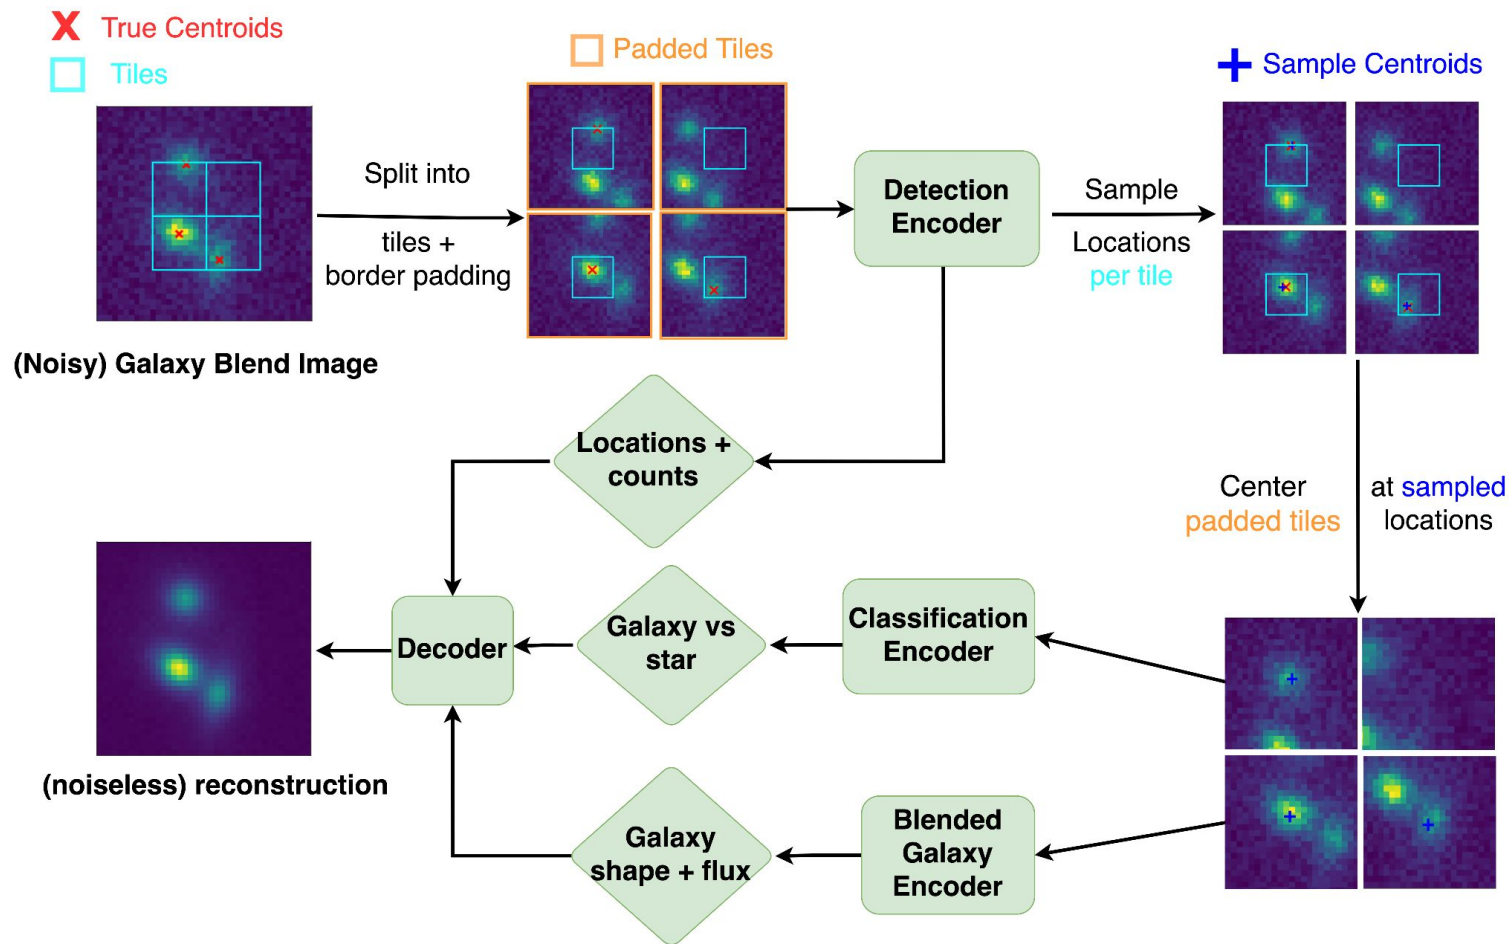 True Centroids
Tiles
Padded Tiles
Sample Centroids
Split into
tiles +
border padding
Detection
Encoder
Sample
Locations
per tile
(Noisy) Galaxy Blend Image
Locations +
counts
Center
padded tiles
at sampled
locations
Decoder
Galaxy vs
star
Classification
Encoder
(noiseless) reconstruction
Galaxy
shape + flux
Blended
Galaxy
Encoder